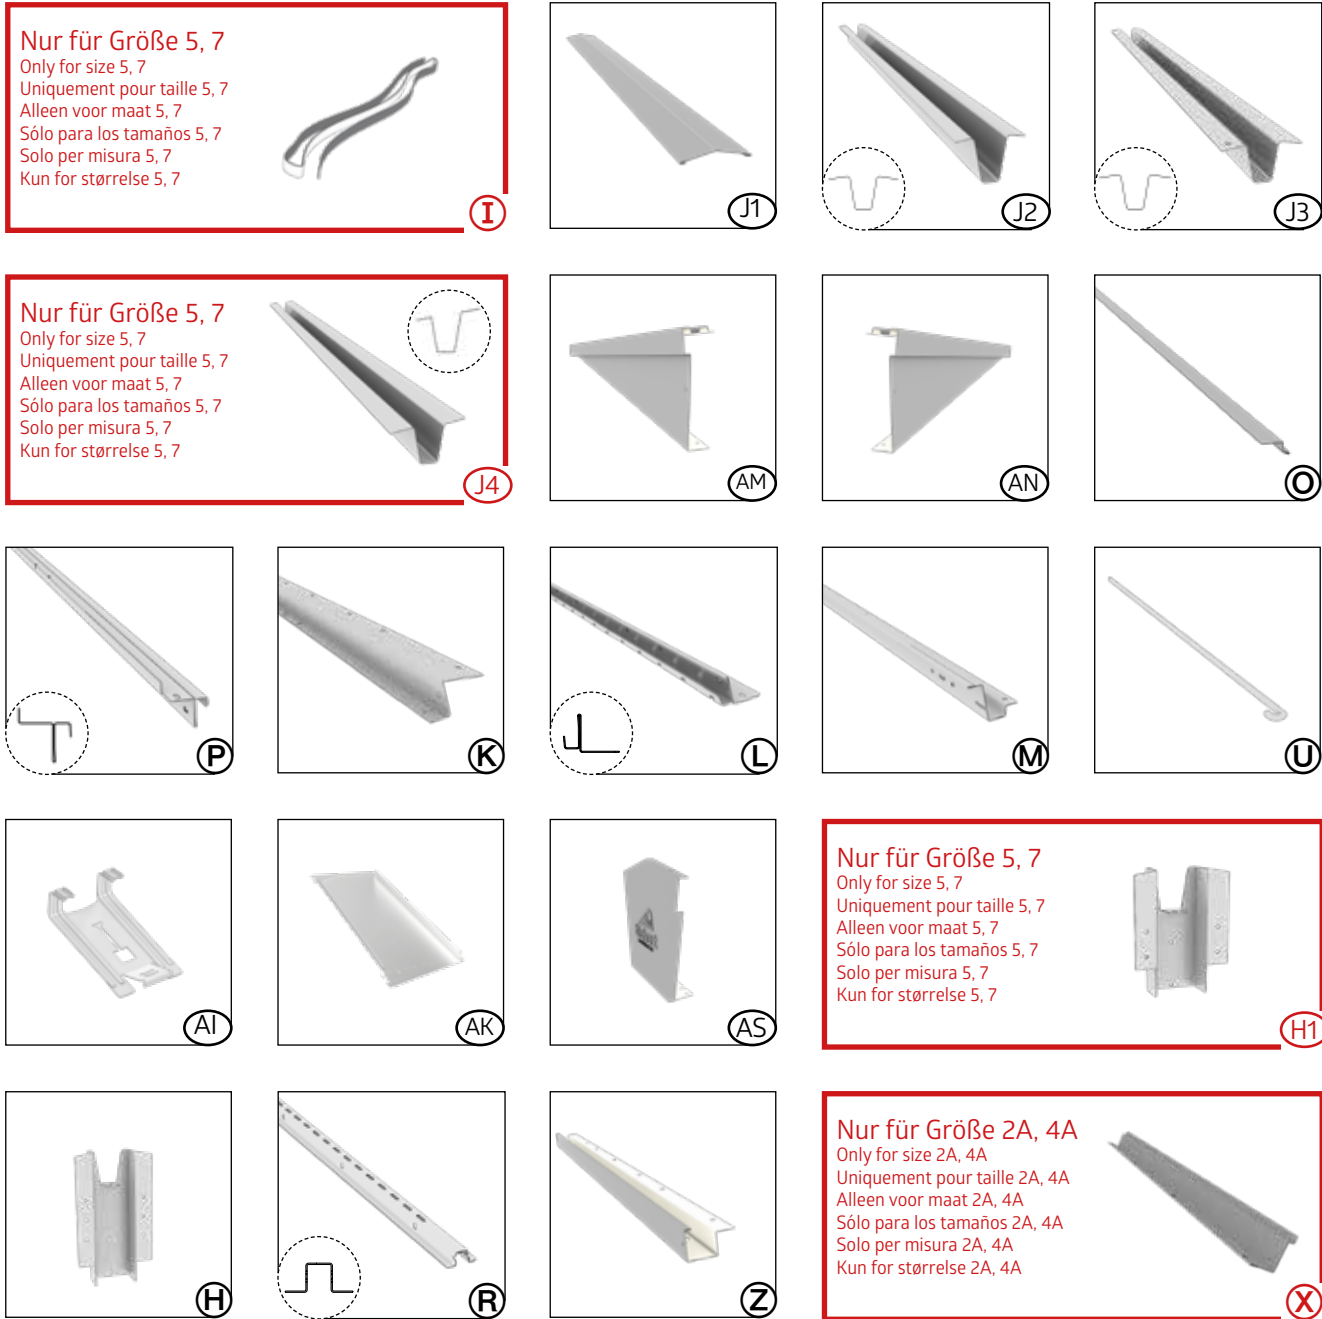 Nur für Größe 5, 7
Only for size 5, 7
Uniquement pour taille 5, 7
Alleen voor maat 5, 7
Sólo para los tamaños 5, 7
Solo per misura 5, 7
Kun for størrelse 5, 7
I
J1
J2
J3
Nur für Größe 5, 7
Only for size 5, 7
Uniquement pour taille 5, 7
Alleen voor maat 5, 7
Sólo para los tamaños 5, 7
Solo per misura 5, 7
Kun for størrelse 5, 7
J4
AM
AN
O
P
K
L
M
U
AI
AK
AS
Nur für Größe 5, 7
Only for size 5, 7
Uniquement pour taille 5, 7
Alleen voor maat 5, 7
Sólo para los tamaños 5, 7
Solo per misura 5, 7
Kun for størrelse 5, 7
H1
H
R
Z
Nur für Größe 2A, 4A
Only for size 2A, 4A
Uniquement pour taille 2A, 4A
Alleen voor maat 2A, 4A
Sólo para los tamaños 2A, 4A
Solo per misura 2A, 4A
Kun for størrelse 2A, 4A
X